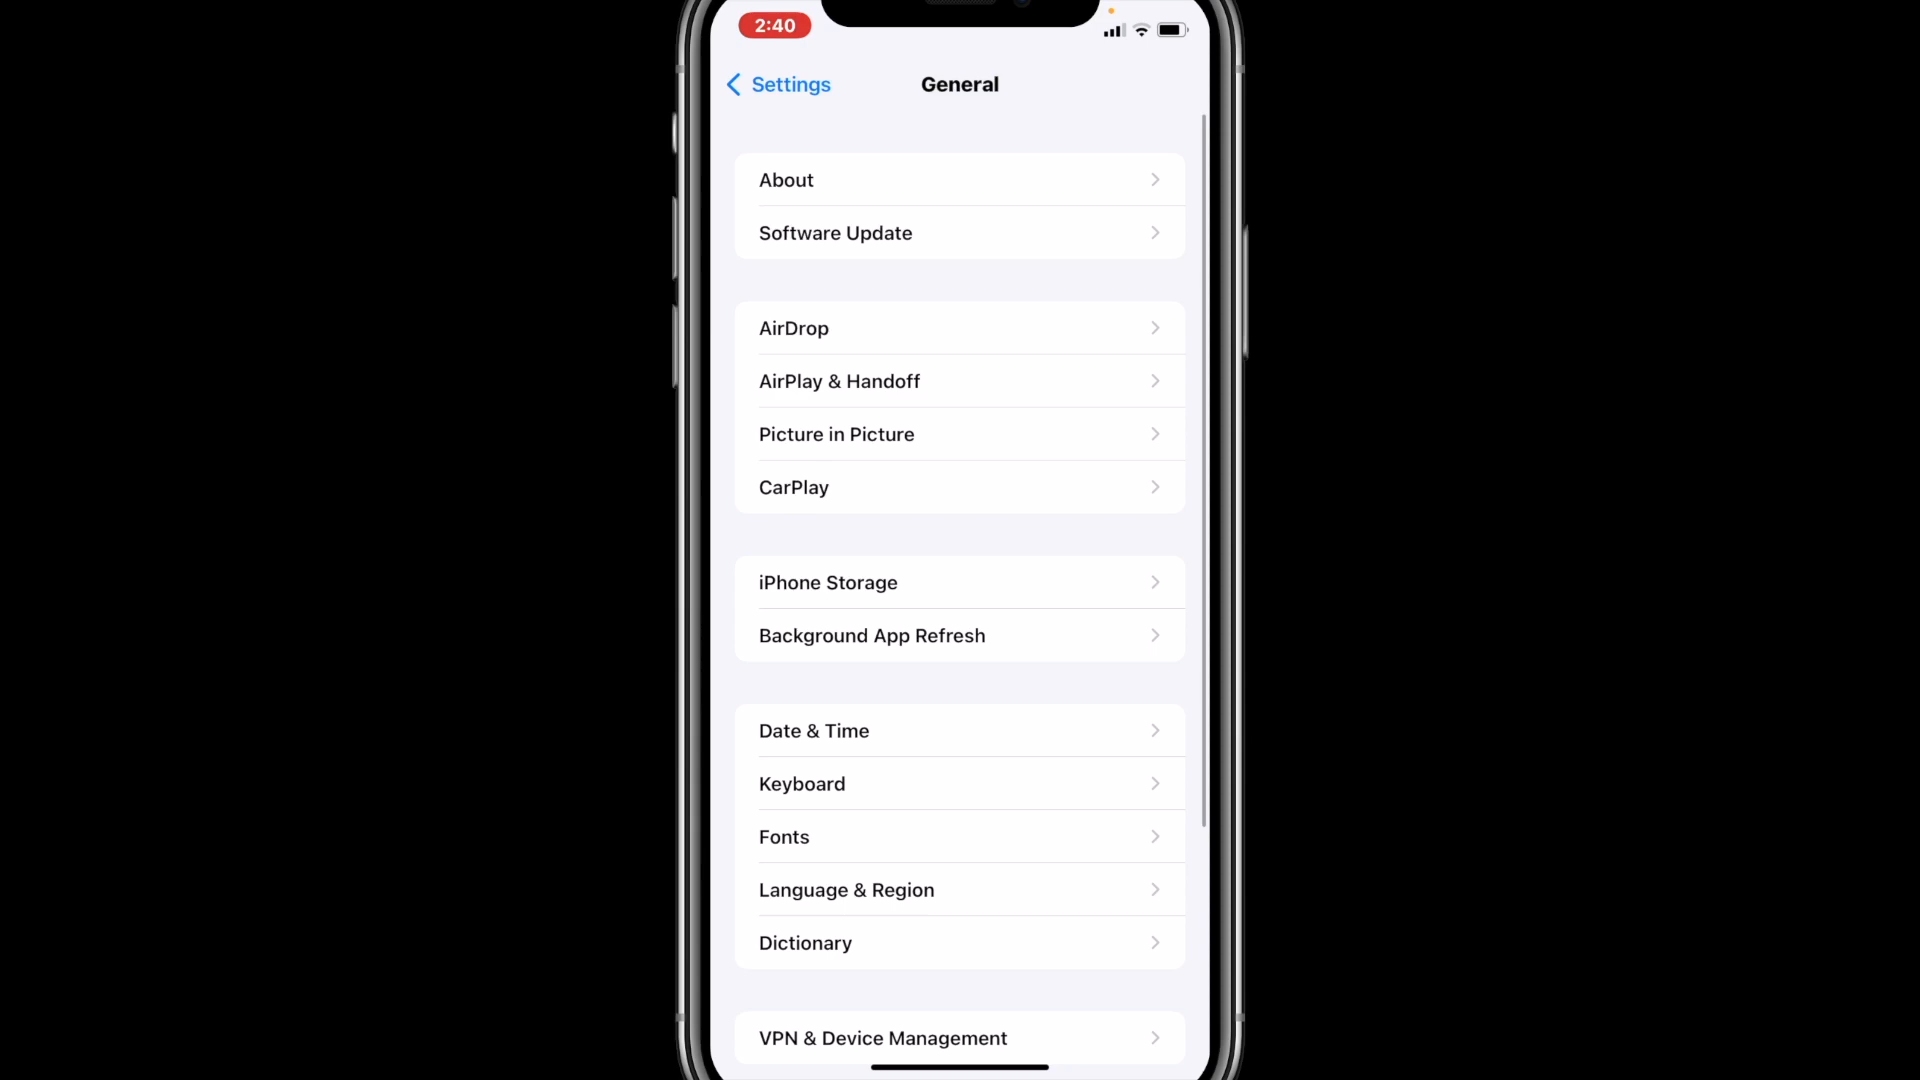 2:40
Settings
General
About
Software Update
AirDrop
AirPlay & Handoff
Picture in Picture
CarPlay
iPhone Storage
Background App Refresh
Date & Time
Keyboard
Fonts
Language & Region
Dictionary
VPN & Device Management